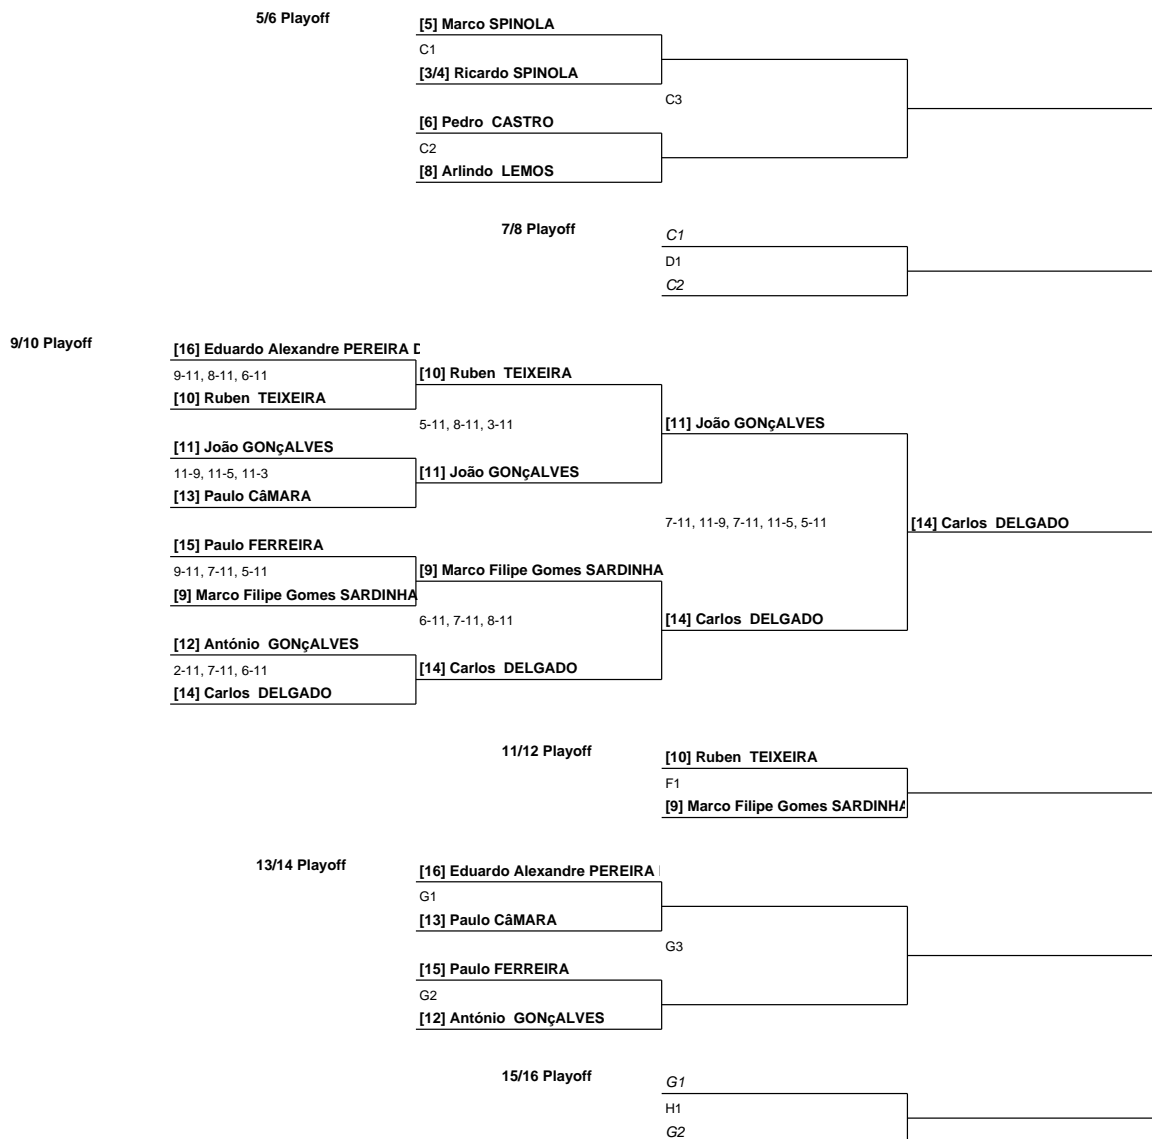 5/6 Playoff
[5] Marco SPINOLA
C1
[3/4] Ricardo SPINOLA
C3
[6] Pedro  CASTRO
C2
[8] Arlindo  LEMOS
7/8 Playoff
C1
D1
C2
9/10 Playoff
[16] Eduardo Alexandre PEREIRA D
9-11, 8-11, 6-11
[10] Ruben  TEIXEIRA
[10] Ruben  TEIXEIRA
5-11, 8-11, 3-11
[11] João GONçALVES
[11] João GONçALVES
11-9, 11-5, 11-3
[11] João GONçALVES
[13] Paulo CâMARA
7-11, 11-9, 7-11, 11-5, 5-11
[14] Carlos  DELGADO
[15] Paulo FERREIRA
9-11, 7-11, 5-11
[9] Marco Filipe Gomes SARDINHA
[9] Marco Filipe Gomes SARDINHA
6-11, 7-11, 8-11
[14] Carlos  DELGADO
[12] António  GONçALVES
2-11, 7-11, 6-11
[14] Carlos  DELGADO
[14] Carlos  DELGADO
11/12 Playoff
[10] Ruben  TEIXEIRA
F1
[9] Marco Filipe Gomes SARDINHA
13/14 Playoff
[16] Eduardo Alexandre PEREIRA
G1
[13] Paulo CâMARA
G3
[15] Paulo FERREIRA
G2
[12] António  GONçALVES
15/16 Playoff
G1
H1
G2